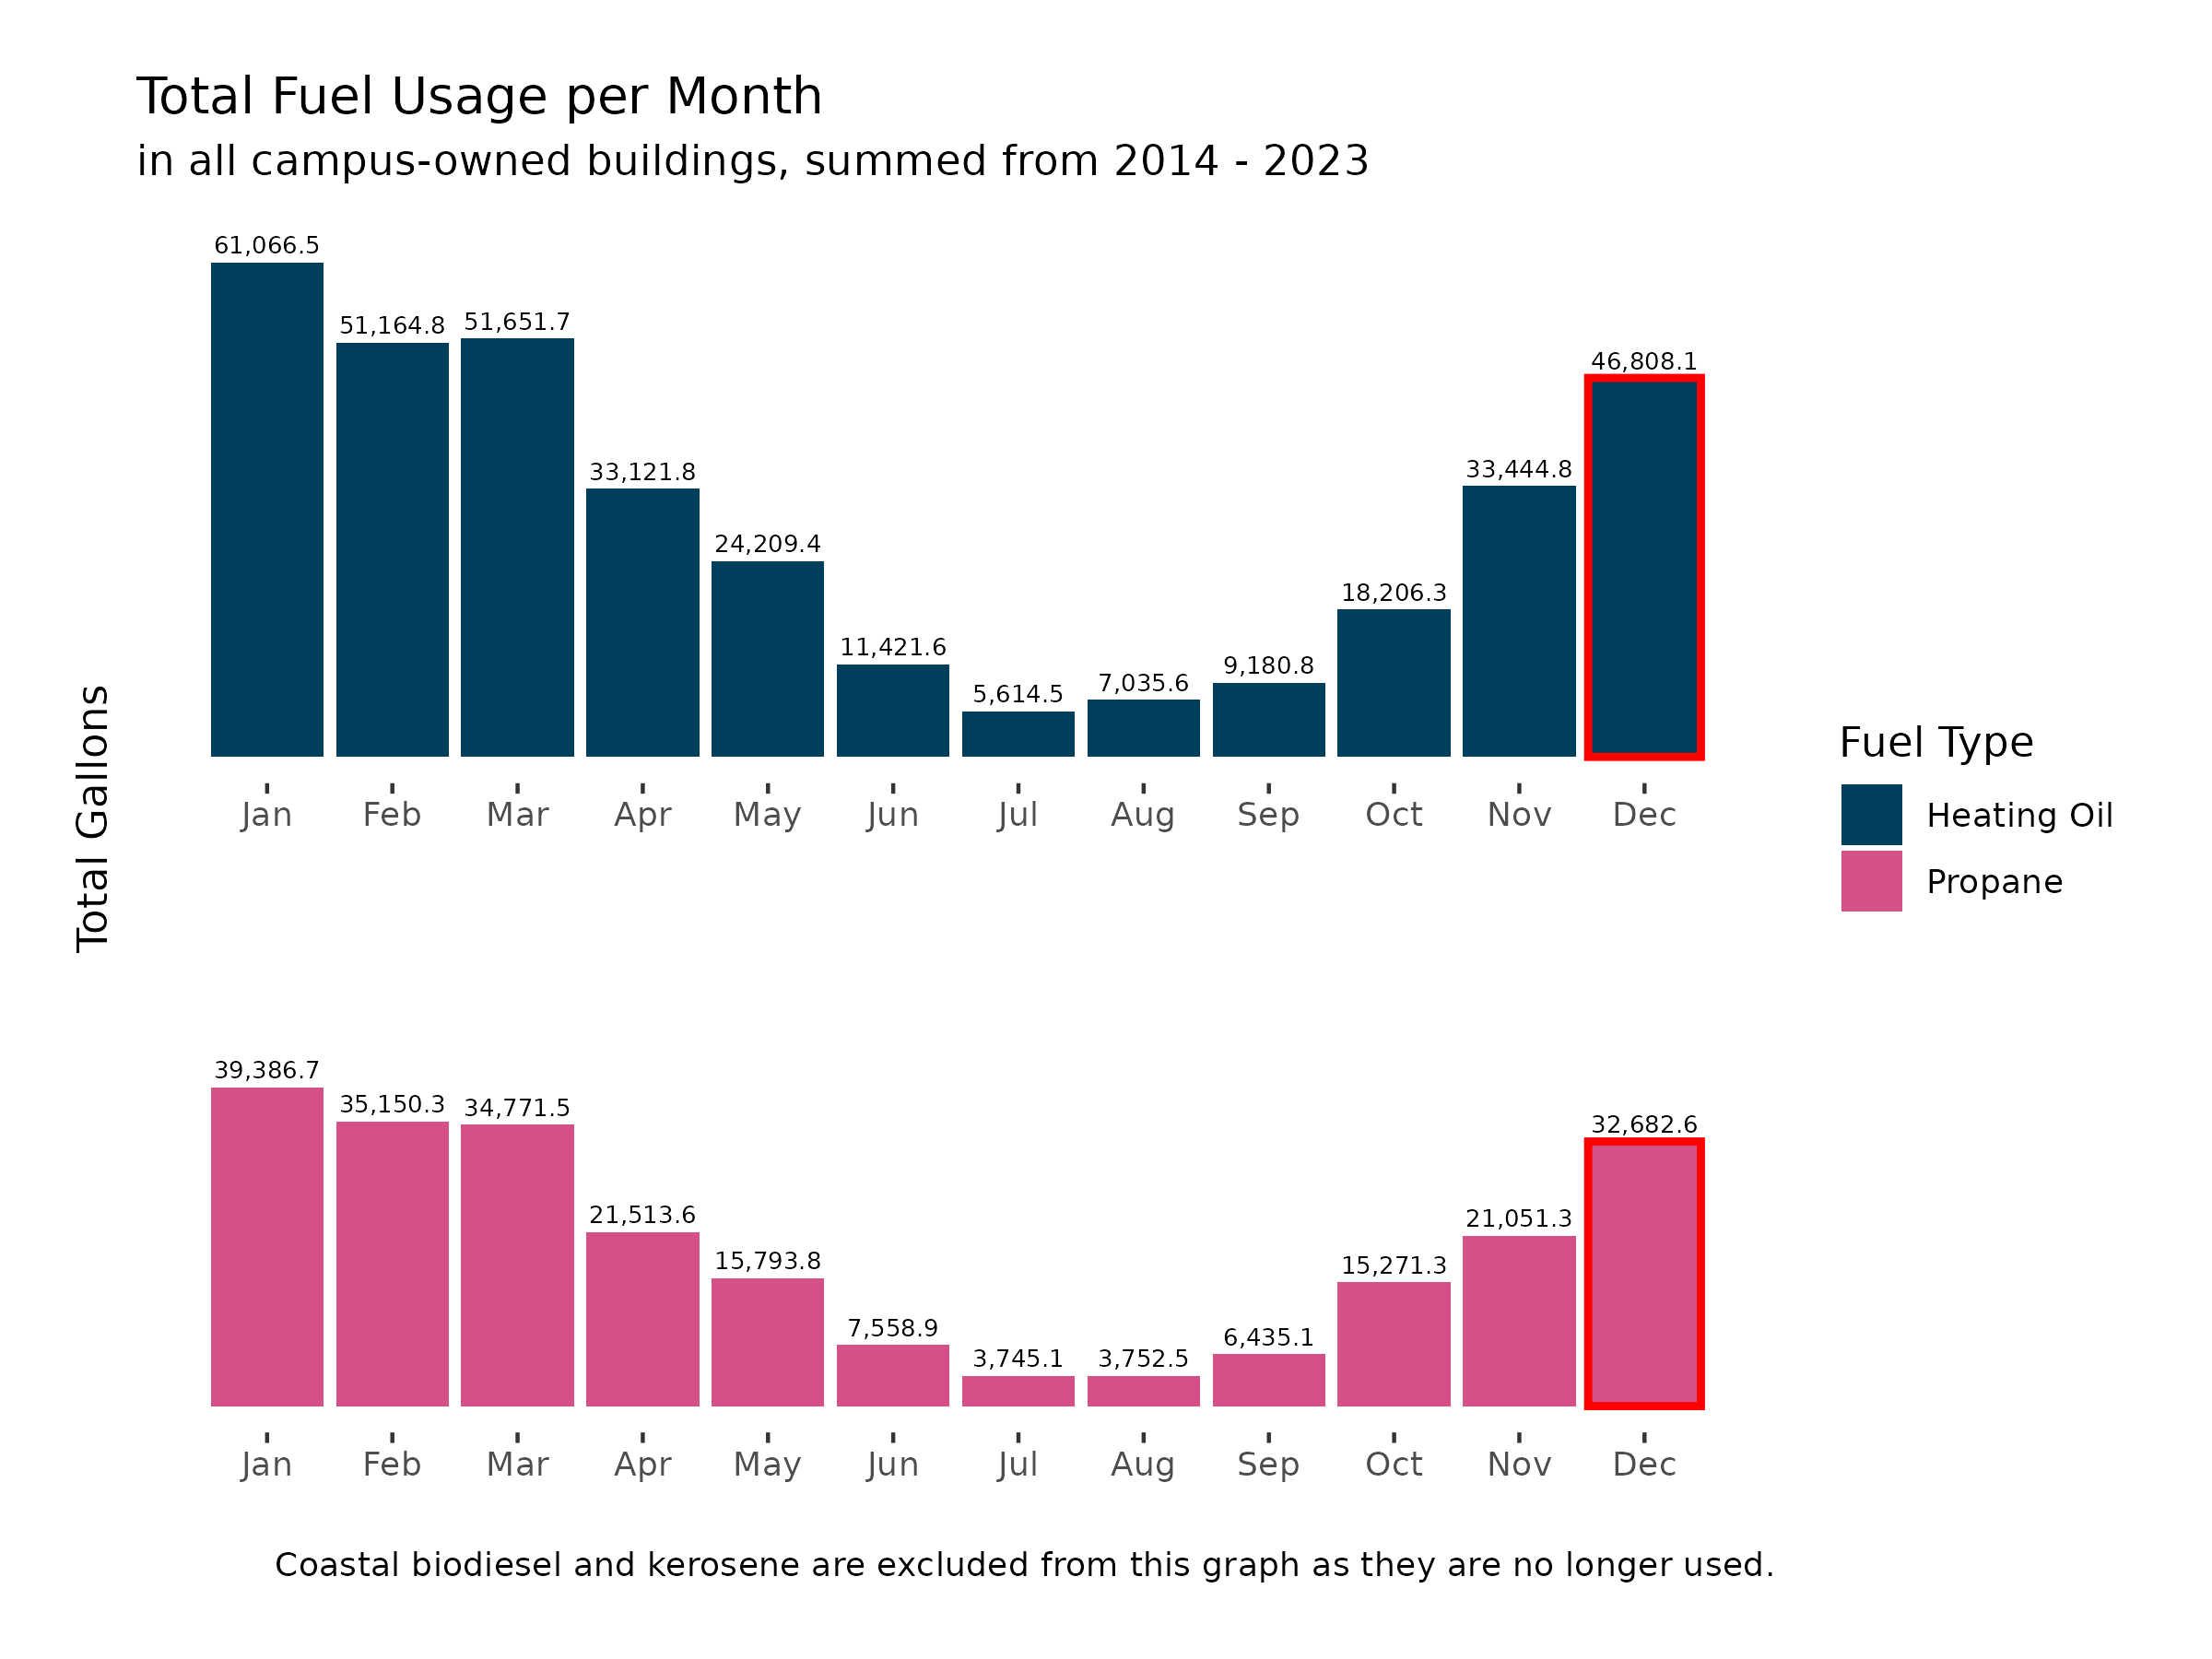 Total Fuel Usage per Month
in all campus-owned buildings, summed from 2014 - 2023
Total Gallons
61,066.5
51,164.8
51,651.7
33,121.8
24,209.4
11,421.6
5,614.5
7,035.6
9,180.8
18,206.3
33,444.8
46,808.1
Jan Feb Mar Apr May Jun Jul Aug Sep Oct Nov Dec
39,386.7
35,150.3
34,771.5
21,513.6
15,793.8
7,558.9
3,745.1
3,752.5
6,435.1
15,271.3
21,051.3
32,682.6
Jan Feb Mar Apr May Jun Jul Aug Sep Oct Nov Dec
Fuel Type
Heating Oil
Propane
Coastal biodiesel and kerosene are excluded from this graph as they are no longer used.